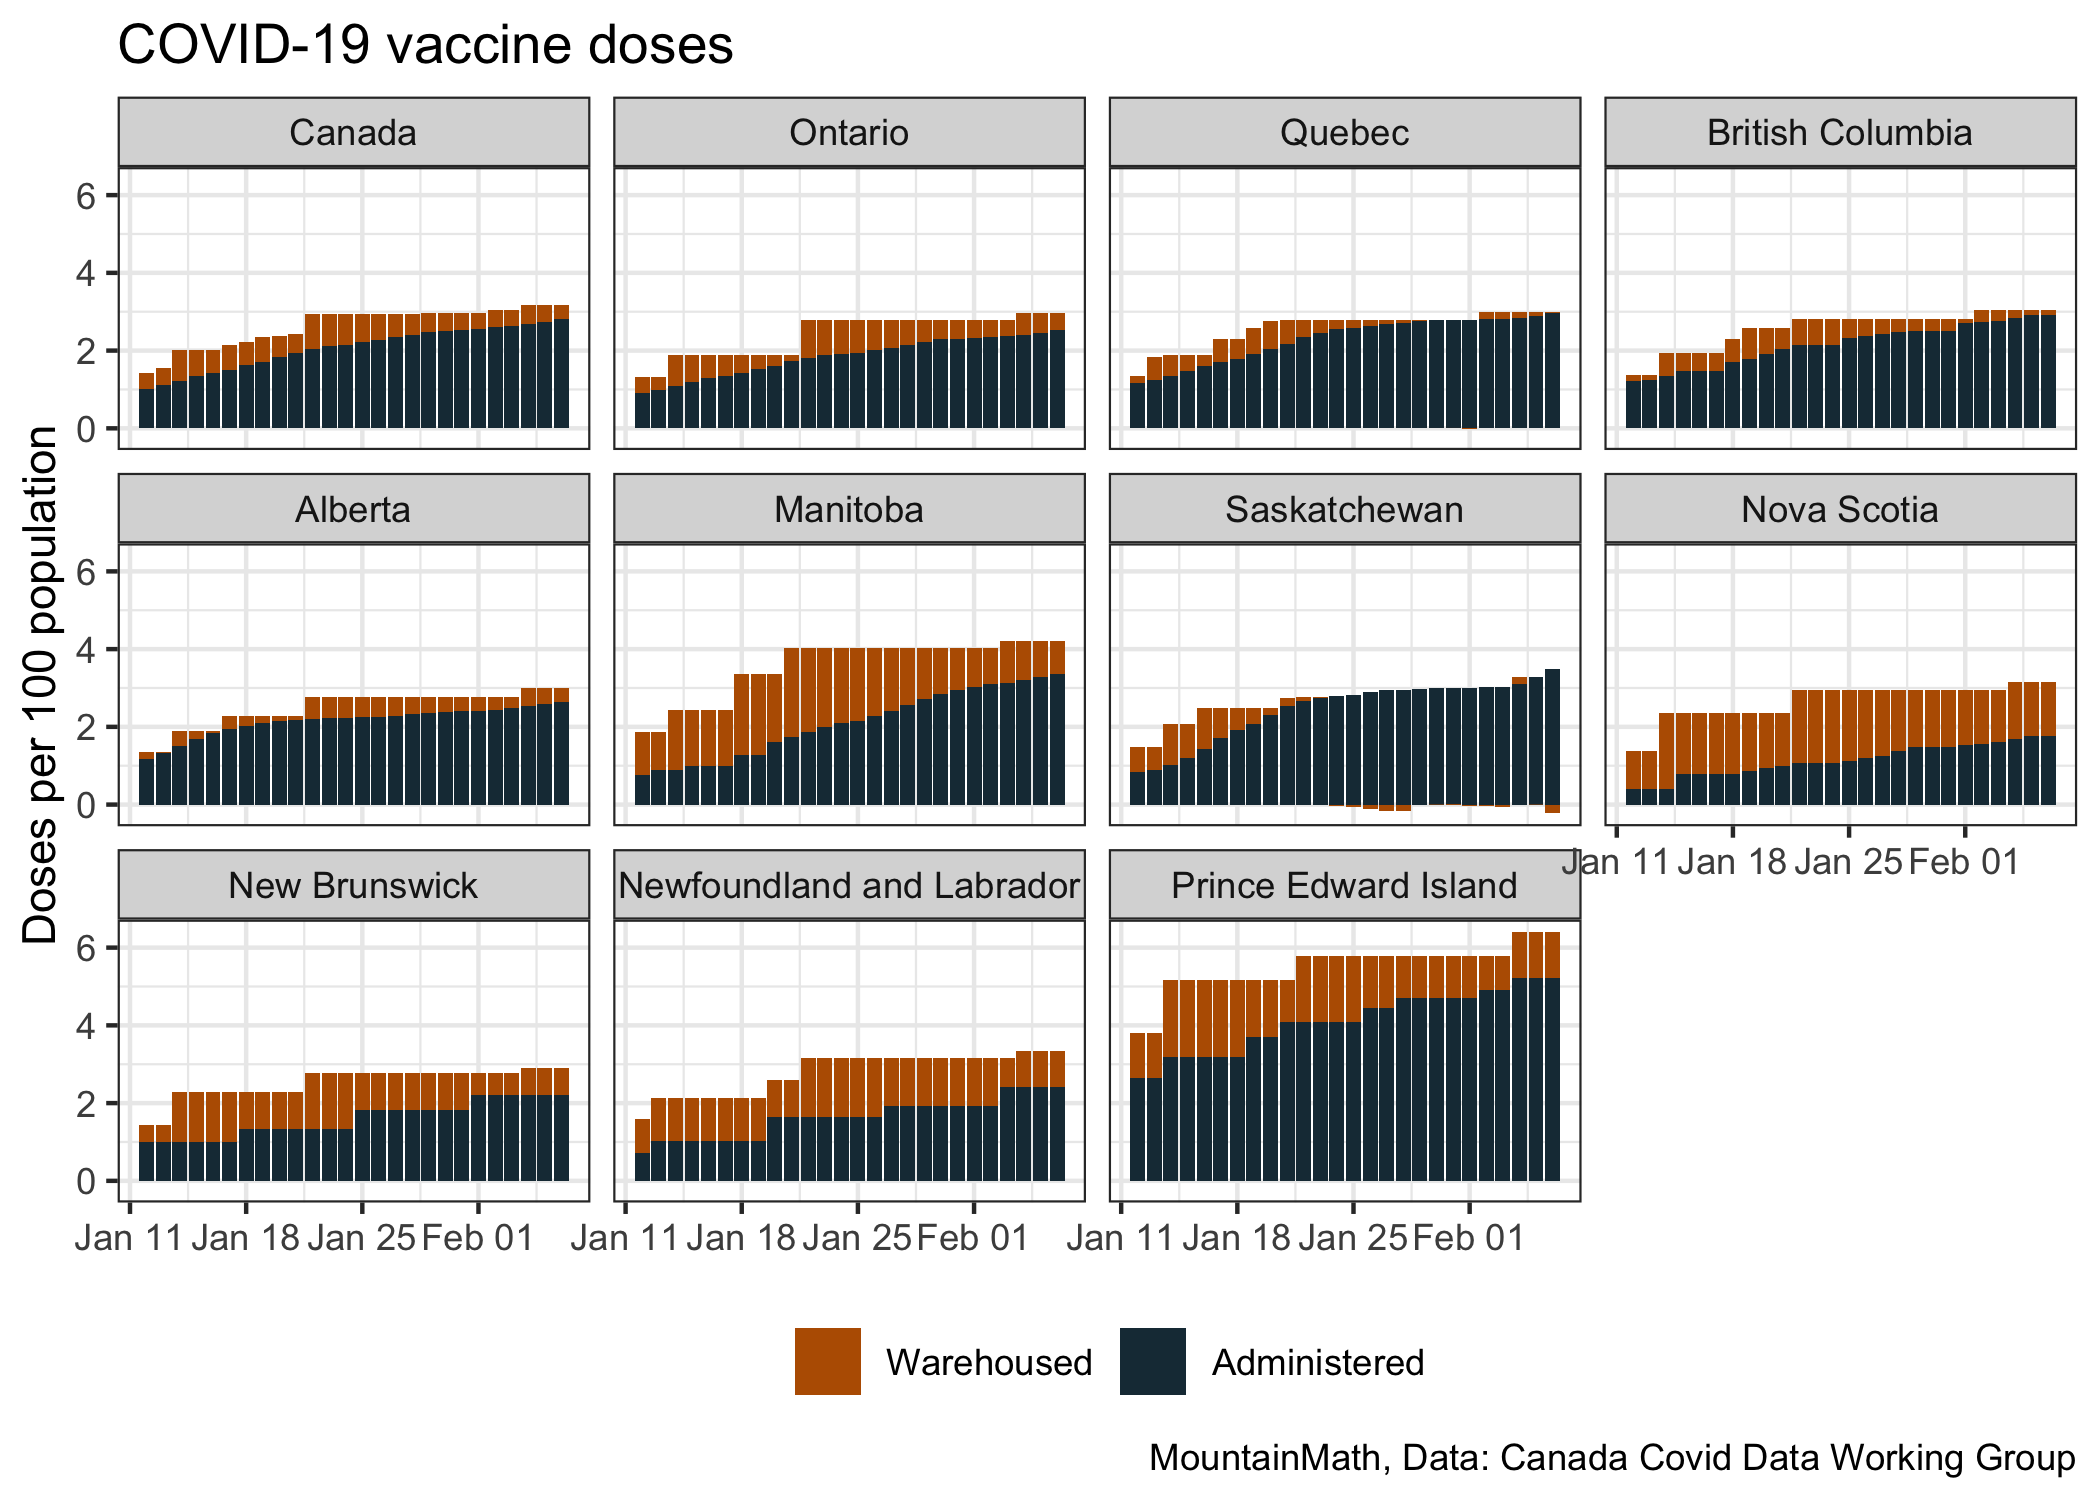 COVID-19 vaccine doses
Canada
Ontario
Quebec
British Columbia
6
4
2
0
Alberta
Manitoba
Saskatchewan
Nova Scotia
6
4
2
0
Jan 11 Jan 18 Jan 25 Feb 01
New Brunswick
Newfoundland and Labrador
Prince Edward Island
6
4
2
0
Jan 11 Jan 18 Jan 25 Feb 01
Jan 11 Jan 18 Jan 25 Feb 01
Jan 11 Jan 18 Jan 25 Feb 01
Doses per 100 population
Warehoused
Administered
MountainMath, Data: Canada Covid Data Working Group